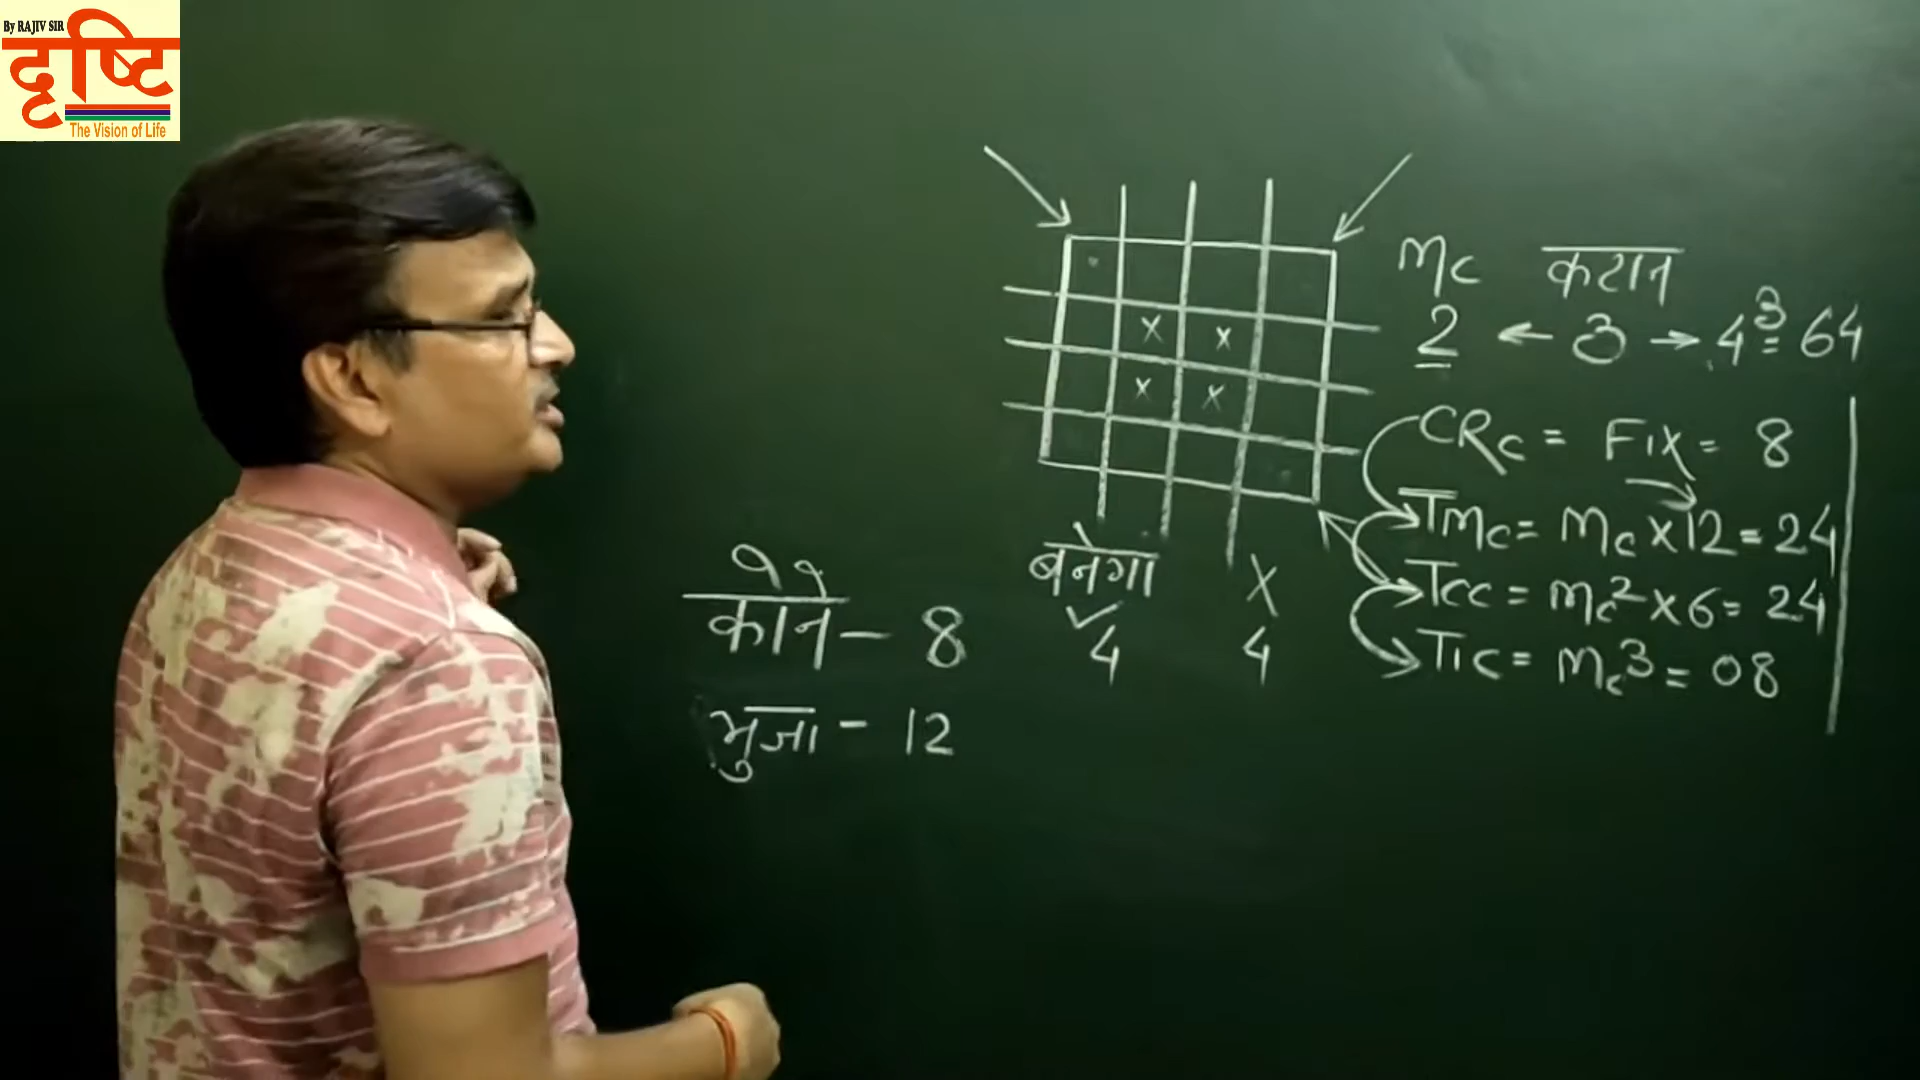 By RAJIV SIR
दृष्टि
The Vision of Life
Mc कटान
2 ← 3 → 4³ = 64
CRc = Fix = 8
TMc = Mc × 12 = 24
Tcc = Mc² × 6 = 24
Tic = Mc³ = 08
बनेगा X
✓
4 4
कोने – 8
भुजा – 12